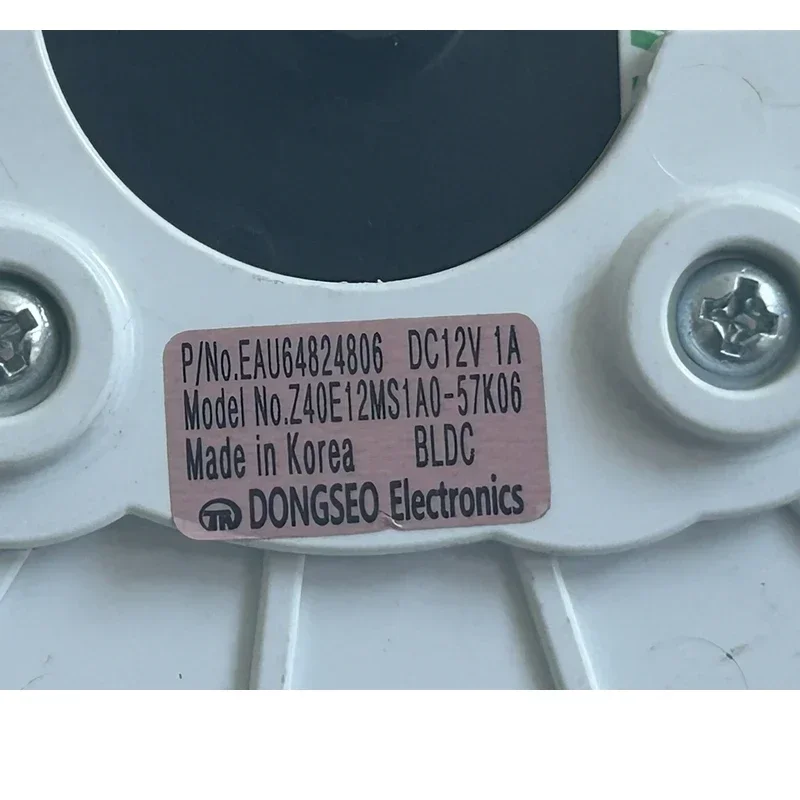 P/No.EAU64824806 DC12V 1A
Model No.Z40E12MS1A0-57K06
Made in Korea BLDC
DONGSEO Electronics